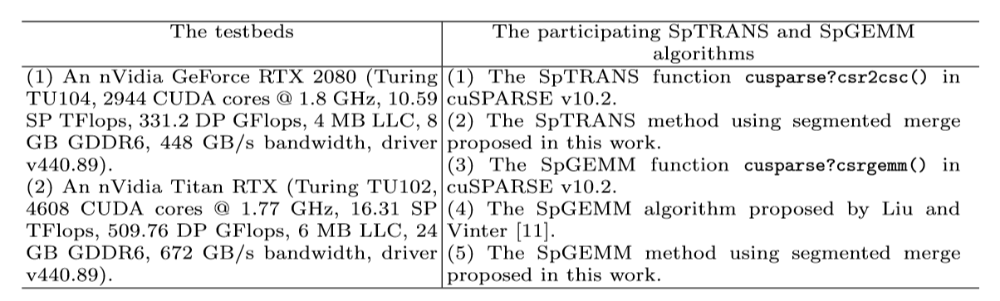 The testbeds
The participating SpTRANS and SpGEMM
algorithms
(1) An nVidia GeForce RTX 2080 (Turing
TU104, 2944 CUDA cores @ 1.8 GHz, 10.59
SP TFlops, 331.2 DP GFlops, 4 MB LLC, 8
GB GDDR6, 448 GB/s bandwidth, driver
v440.89).
(2) An nVidia Titan RTX (Turing TU102,
4608 CUDA cores @ 1.77 GHz, 16.31 SP
TFlops, 509.76 DP GFlops, 6 MB LLC, 24
GB GDDR6, 672 GB/s bandwidth, driver
v440.89).
(1) The SpTRANS function cusparse?csr2csc() in
cuSPARSE v10.2.
(2) The SpTRANS method using segmented merge
proposed in this work.
(3) The SpGEMM function cusparse?csrgemm() in
cuSPARSE v10.2.
(4) The SpGEMM algorithm proposed by Liu and
Vinter [11].
(5) The SpGEMM method using segmented merge
proposed in this work.